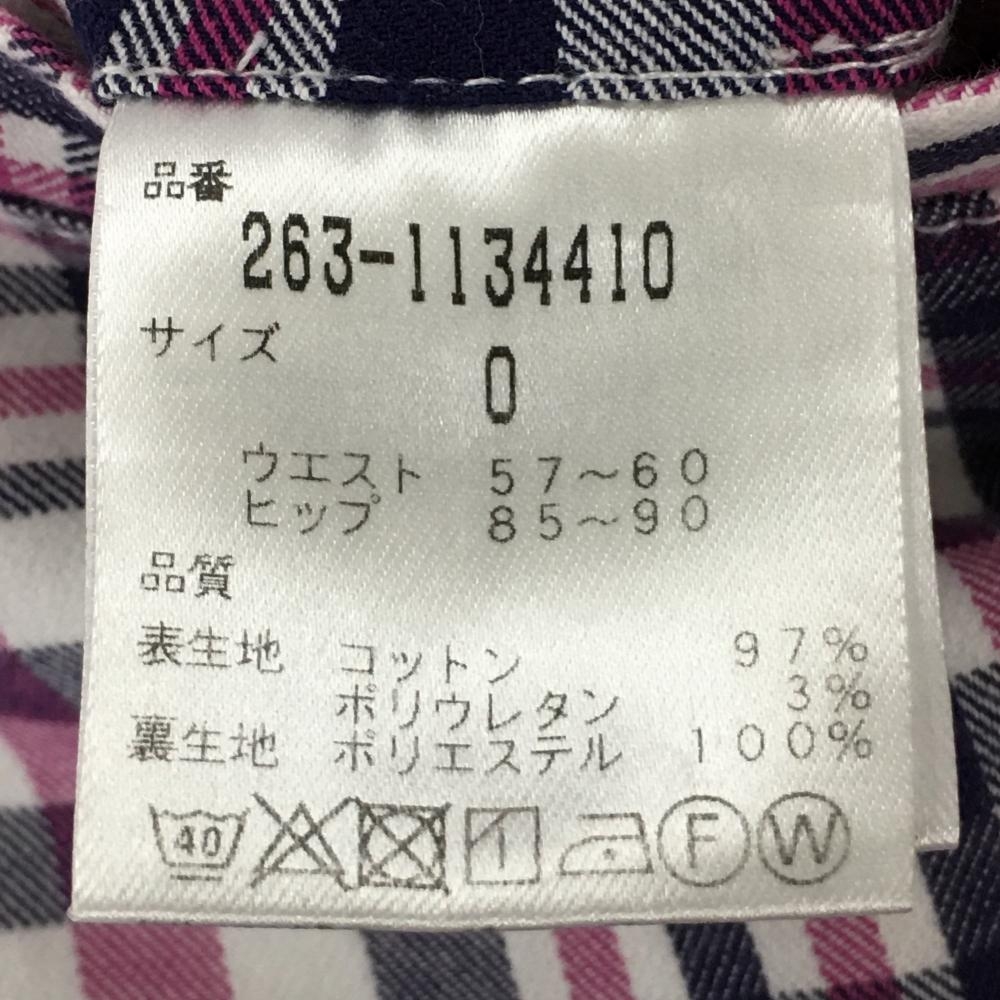 品番
263-1134410
サイズ
0
ウエスト 57～60
ヒップ 85～90
品質
表生地 コットン 97%
ポリウレタン 3%
裏生地 ポリエステル 100%
40 F W